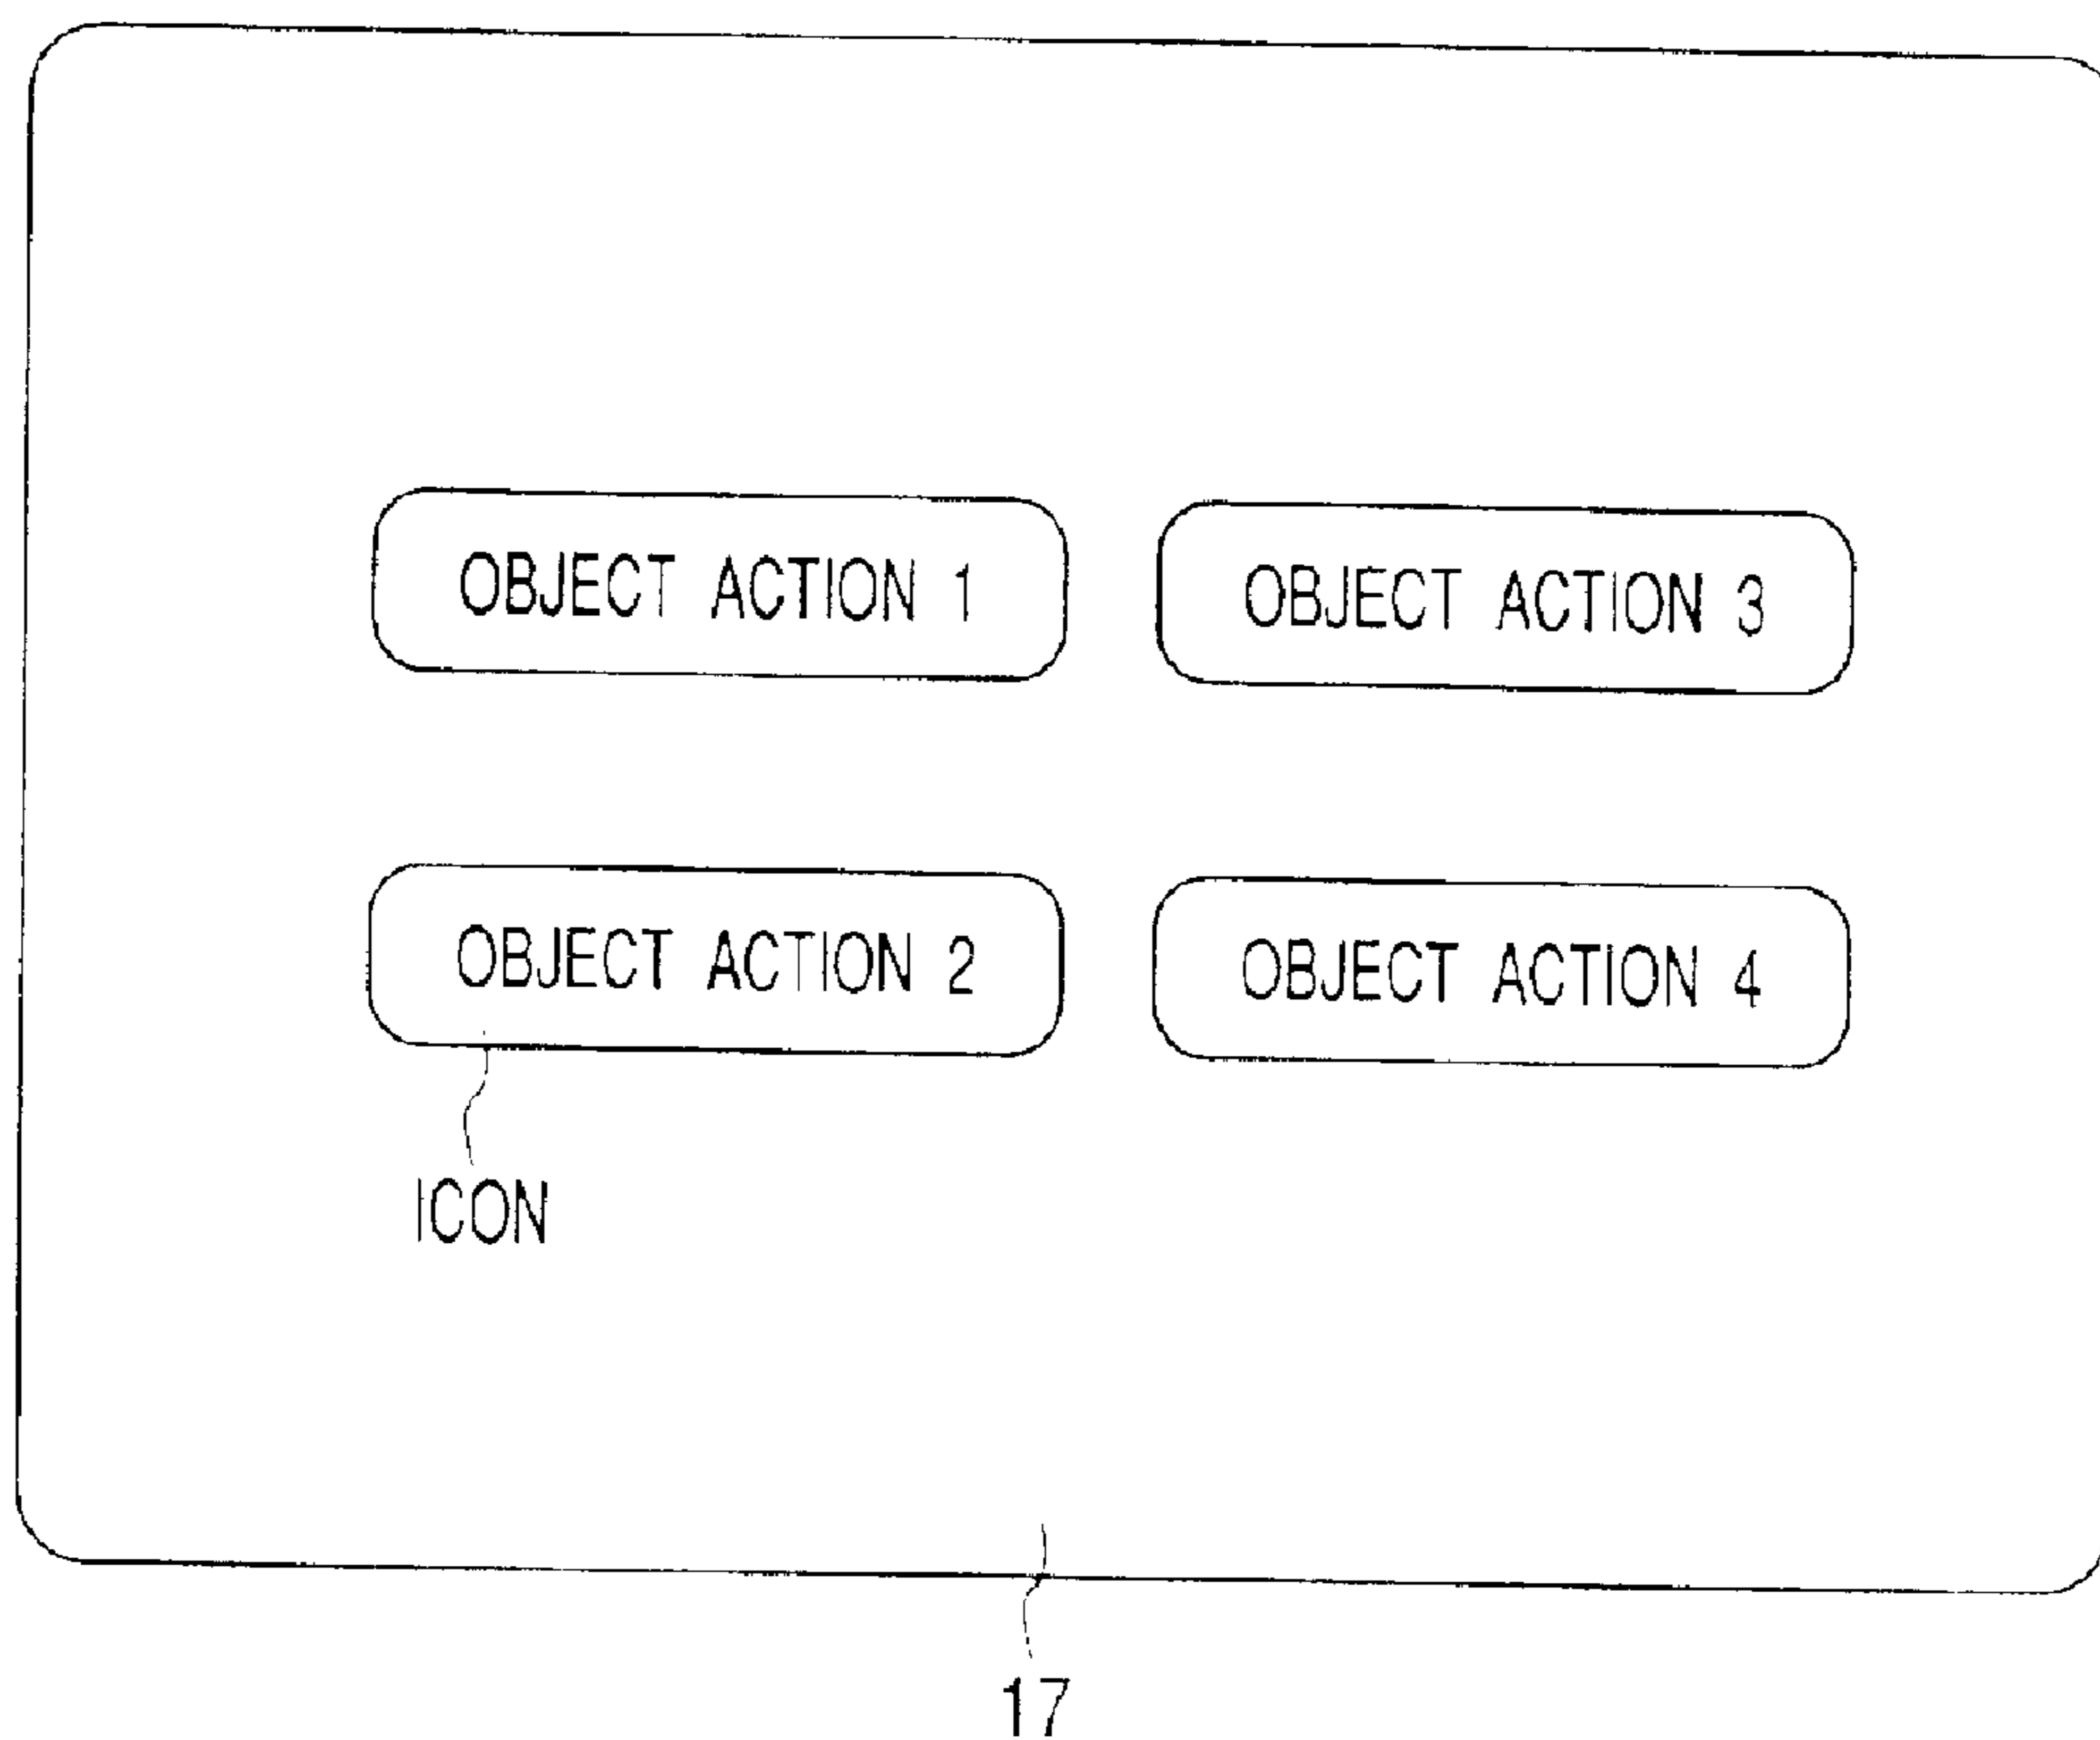 OBJECT ACTION 1
OBJECT ACTION 3
OBJECT ACTION 2
OBJECT ACTION 4
ICON
17